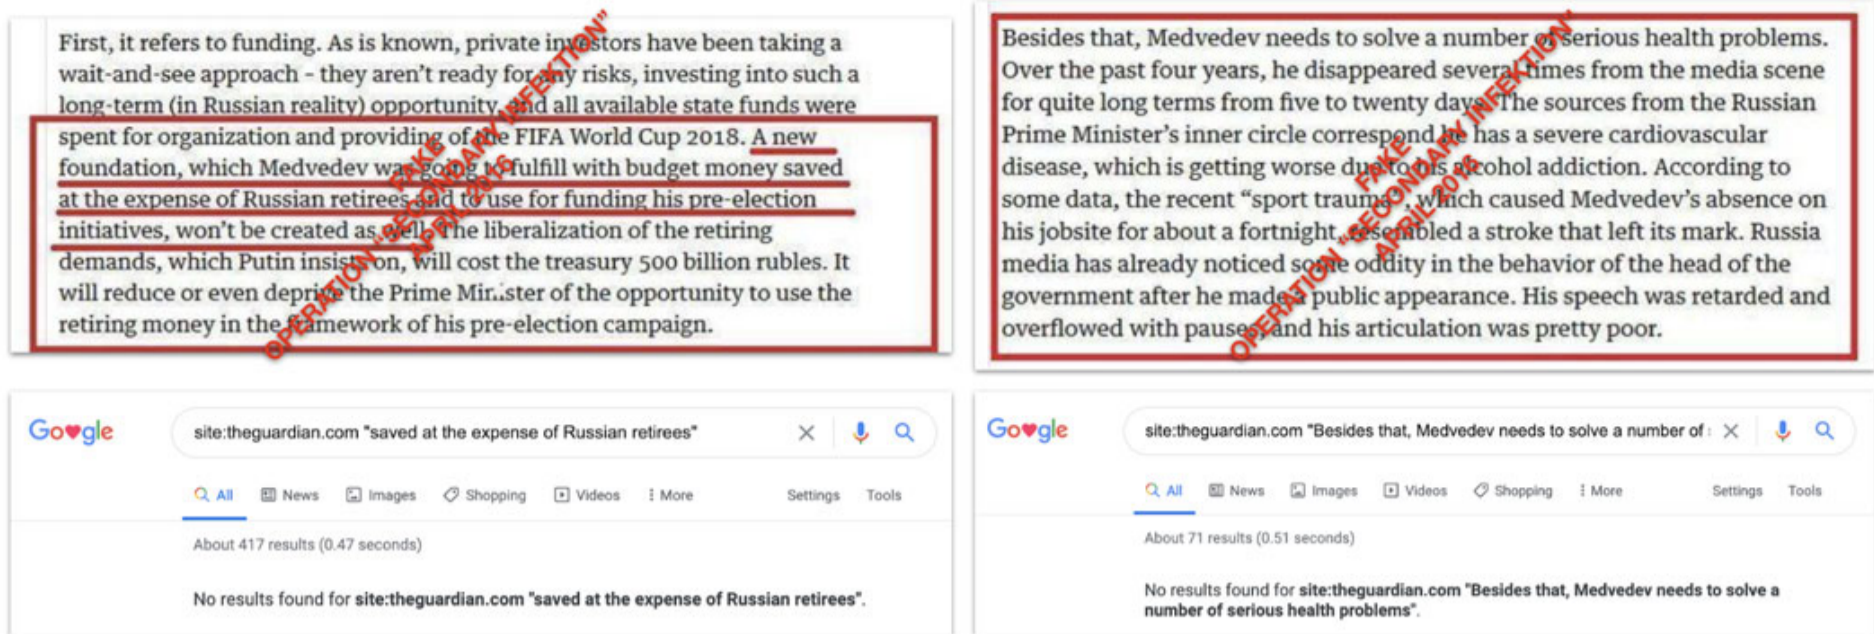 First, it refers to funding. As is known, private investors have been taking a
wait-and-see approach – they aren't ready for any risks, investing into such a
long-term (in Russian reality) opportunity, and all available state funds were
spent for organization and providing of the FIFA World Cup 2018. A new
foundation, which Medvedev was going to fulfill with budget money saved
at the expense of Russian retirees and to use for funding his pre-election
initiatives, won't be created as well. The liberalization of the retiring
demands, which Putin insists on, will cost the treasury 500 billion rubles. It
will reduce or even deprive the Prime Minister of the opportunity to use the
retiring money in the framework of his pre-election campaign.
FAKE
OPERATION "SECONDARY INFEKTION"
APRIL 2016
Besides that, Medvedev needs to solve a number of serious health problems.
Over the past four years, he disappeared several times from the media scene
for quite long terms from five to twenty days. The sources from the Russian
Prime Minister's inner circle correspond he has a severe cardiovascular
disease, which is getting worse due to his alcohol addiction. According to
some data, the recent "sport trauma", which caused Medvedev's absence on
his jobsite for about a fortnight, resembled a stroke that left its mark. Russia
media has already noticed some oddity in the behavior of the head of the
government after he made a public appearance. His speech was retarded and
overflowed with pauses, and his articulation was pretty poor.
FAKE
OPERATION "SECONDARY INFEKTION"
APRIL 2016
Go♥gle
site:theguardian.com "saved at the expense of Russian retirees"
All News Images Shopping Videos More Settings Tools
About 417 results (0.47 seconds)
No results found for site:theguardian.com "saved at the expense of Russian retirees".
Go♥gle
site:theguardian.com "Besides that, Medvedev needs to solve a number of
All News Images Videos Shopping More Settings Tools
About 71 results (0.51 seconds)
No results found for site:theguardian.com "Besides that, Medvedev needs to solve a
number of serious health problems".